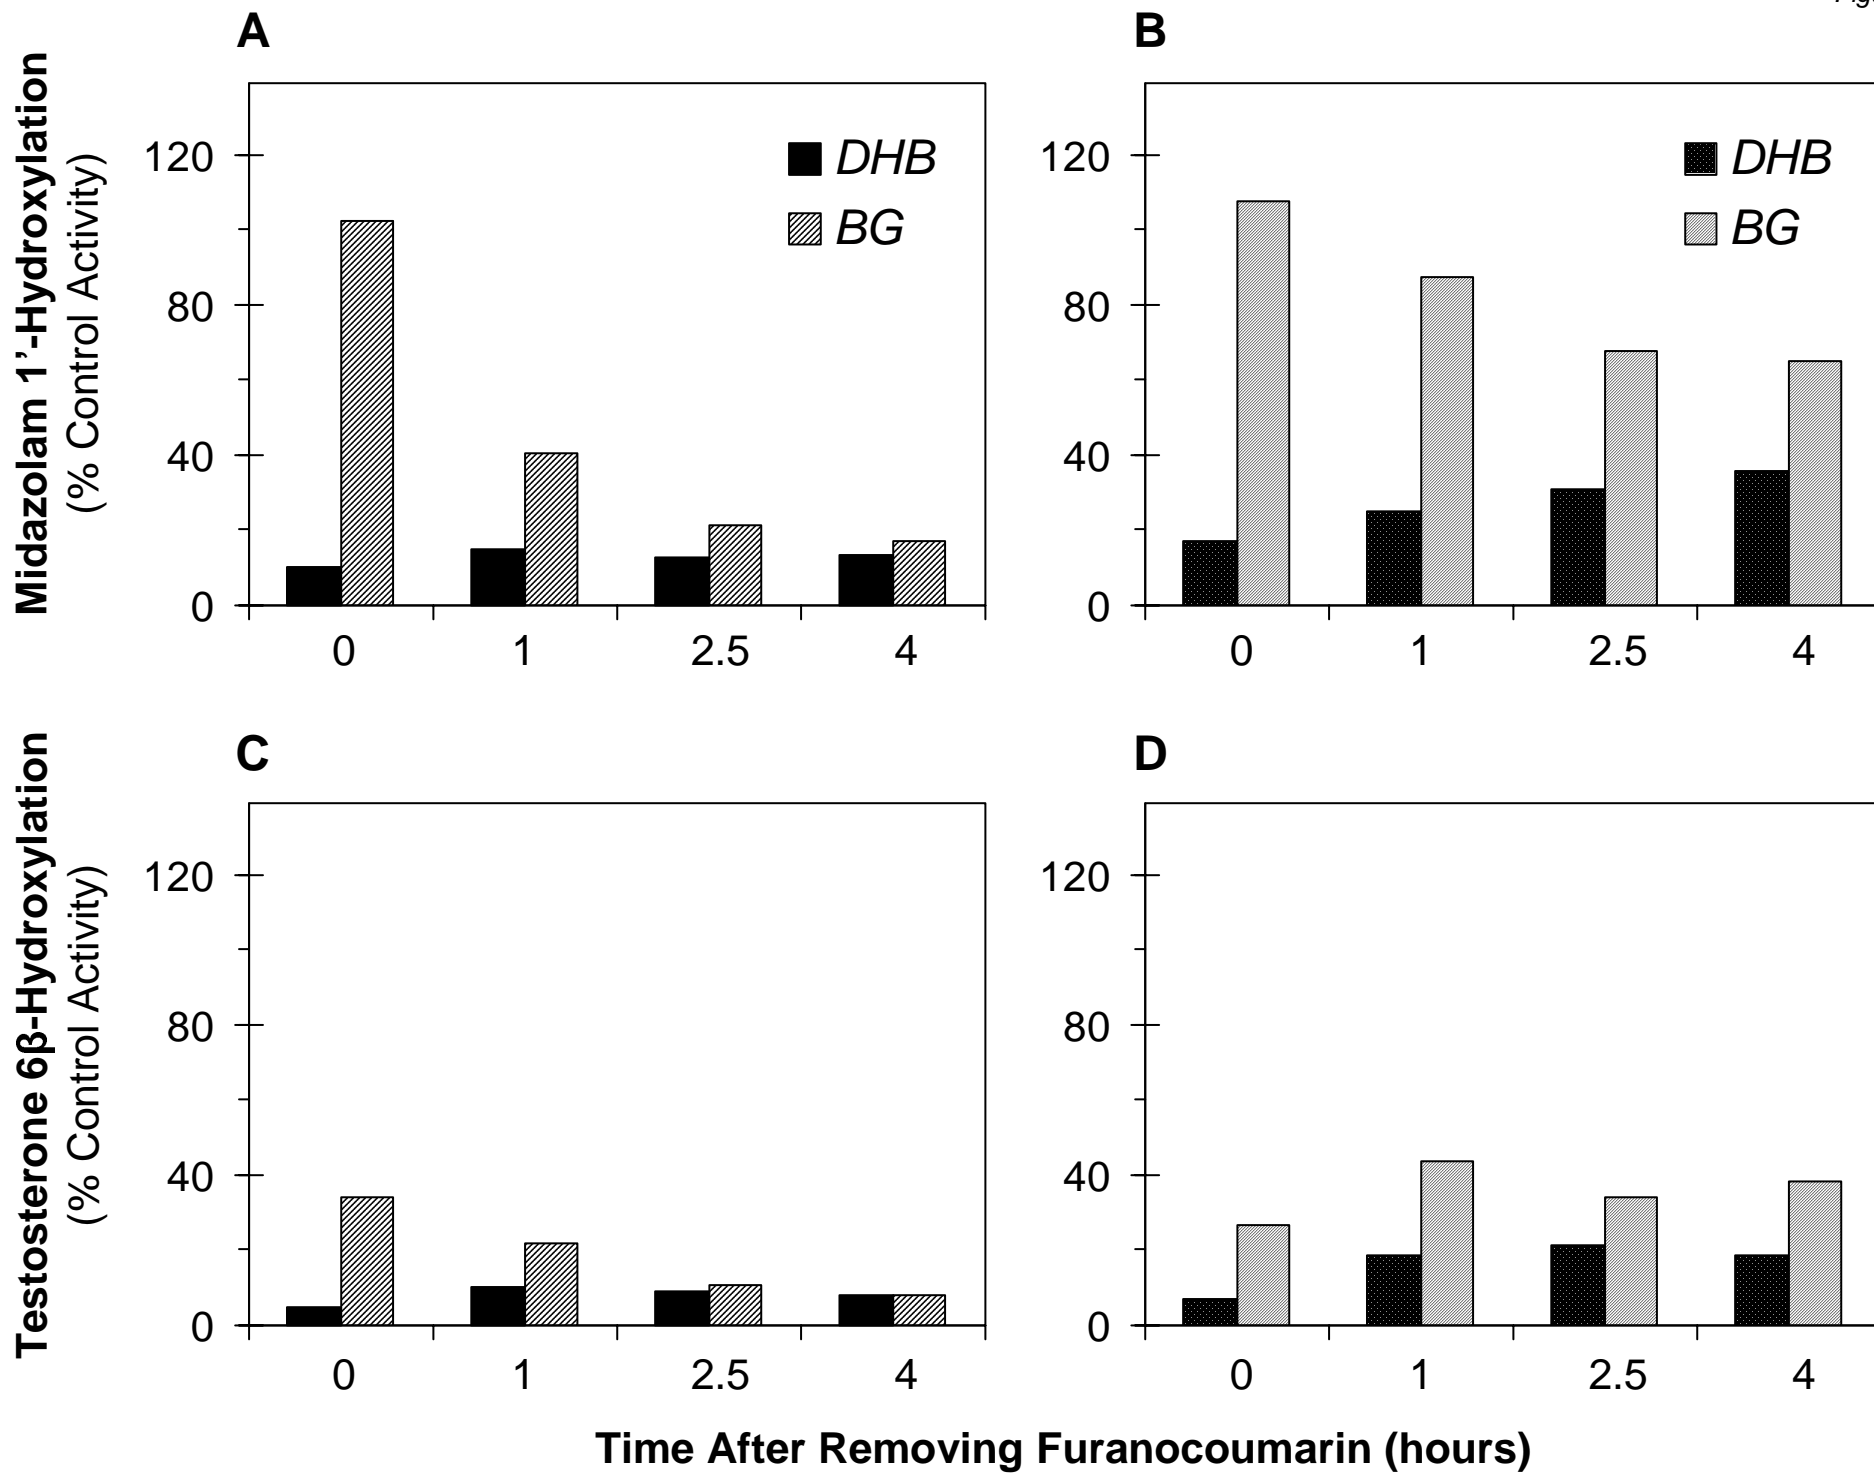 A
B
Midazolam 1’-Hydroxylation
(% Control Activity)
120
80
40
0
DHB
BG
0 1 2.5 4
120
80
40
0
DHB
BG
0 1 2.5 4
C
D
Testosterone 6β-Hydroxylation
(% Control Activity)
120
80
40
0
0 1 2.5 4
120
80
40
0
0 1 2.5 4
Time After Removing Furanocoumarin (hours)